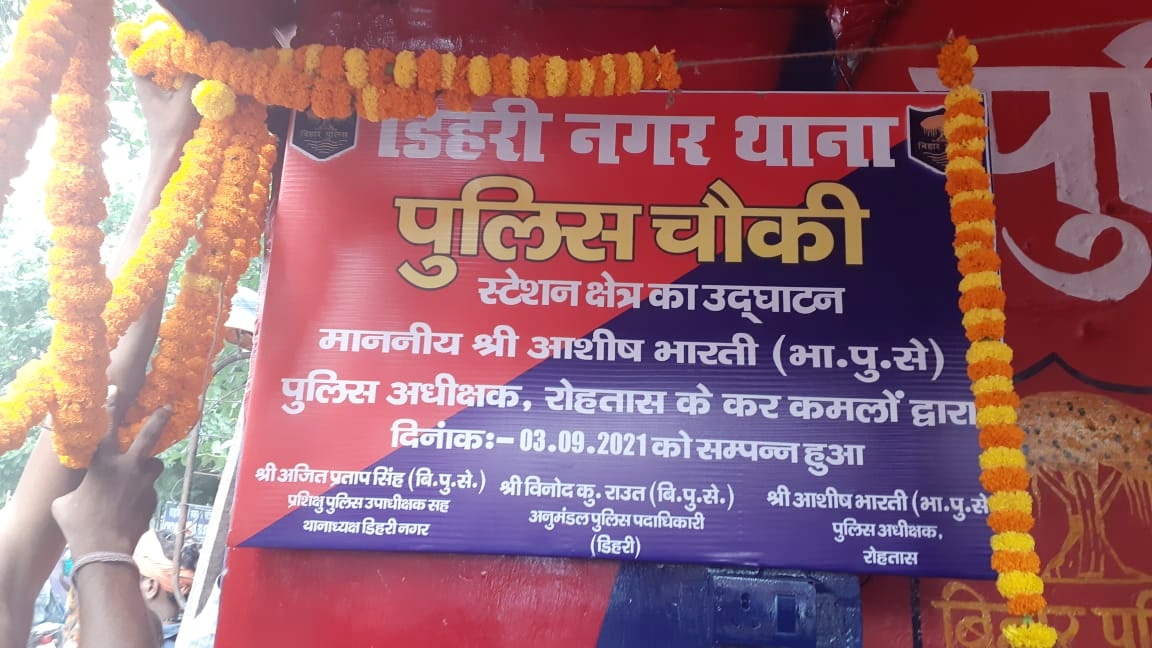 बिहार पुलिस
डिहरी नगर थाना
बिहार
पुलिस चौकी
स्टेशन क्षेत्र का उद्घाटन
माननीय श्री आशीष भारती (भा.पु.से)
पुलिस अधीक्षक, रोहतास के कर कमलों द्वारा
दिनांकः- 03.09.2021 को सम्पन्न हुआ
श्री अजित प्रताप सिंह (बि.पु.से.)
प्रशिक्षु पुलिस उपाधीक्षक सह
थानाध्यक्ष डिहरी नगर
श्री विनोद कु. राउत (बि.पु.से.)
अनुमंडल पुलिस पदाधिकारी
(डिहरी)
श्री आशीष भारती (भा.पु.से
पुलिस अधीक्षक,
रोहतास
पु
बिहार पु